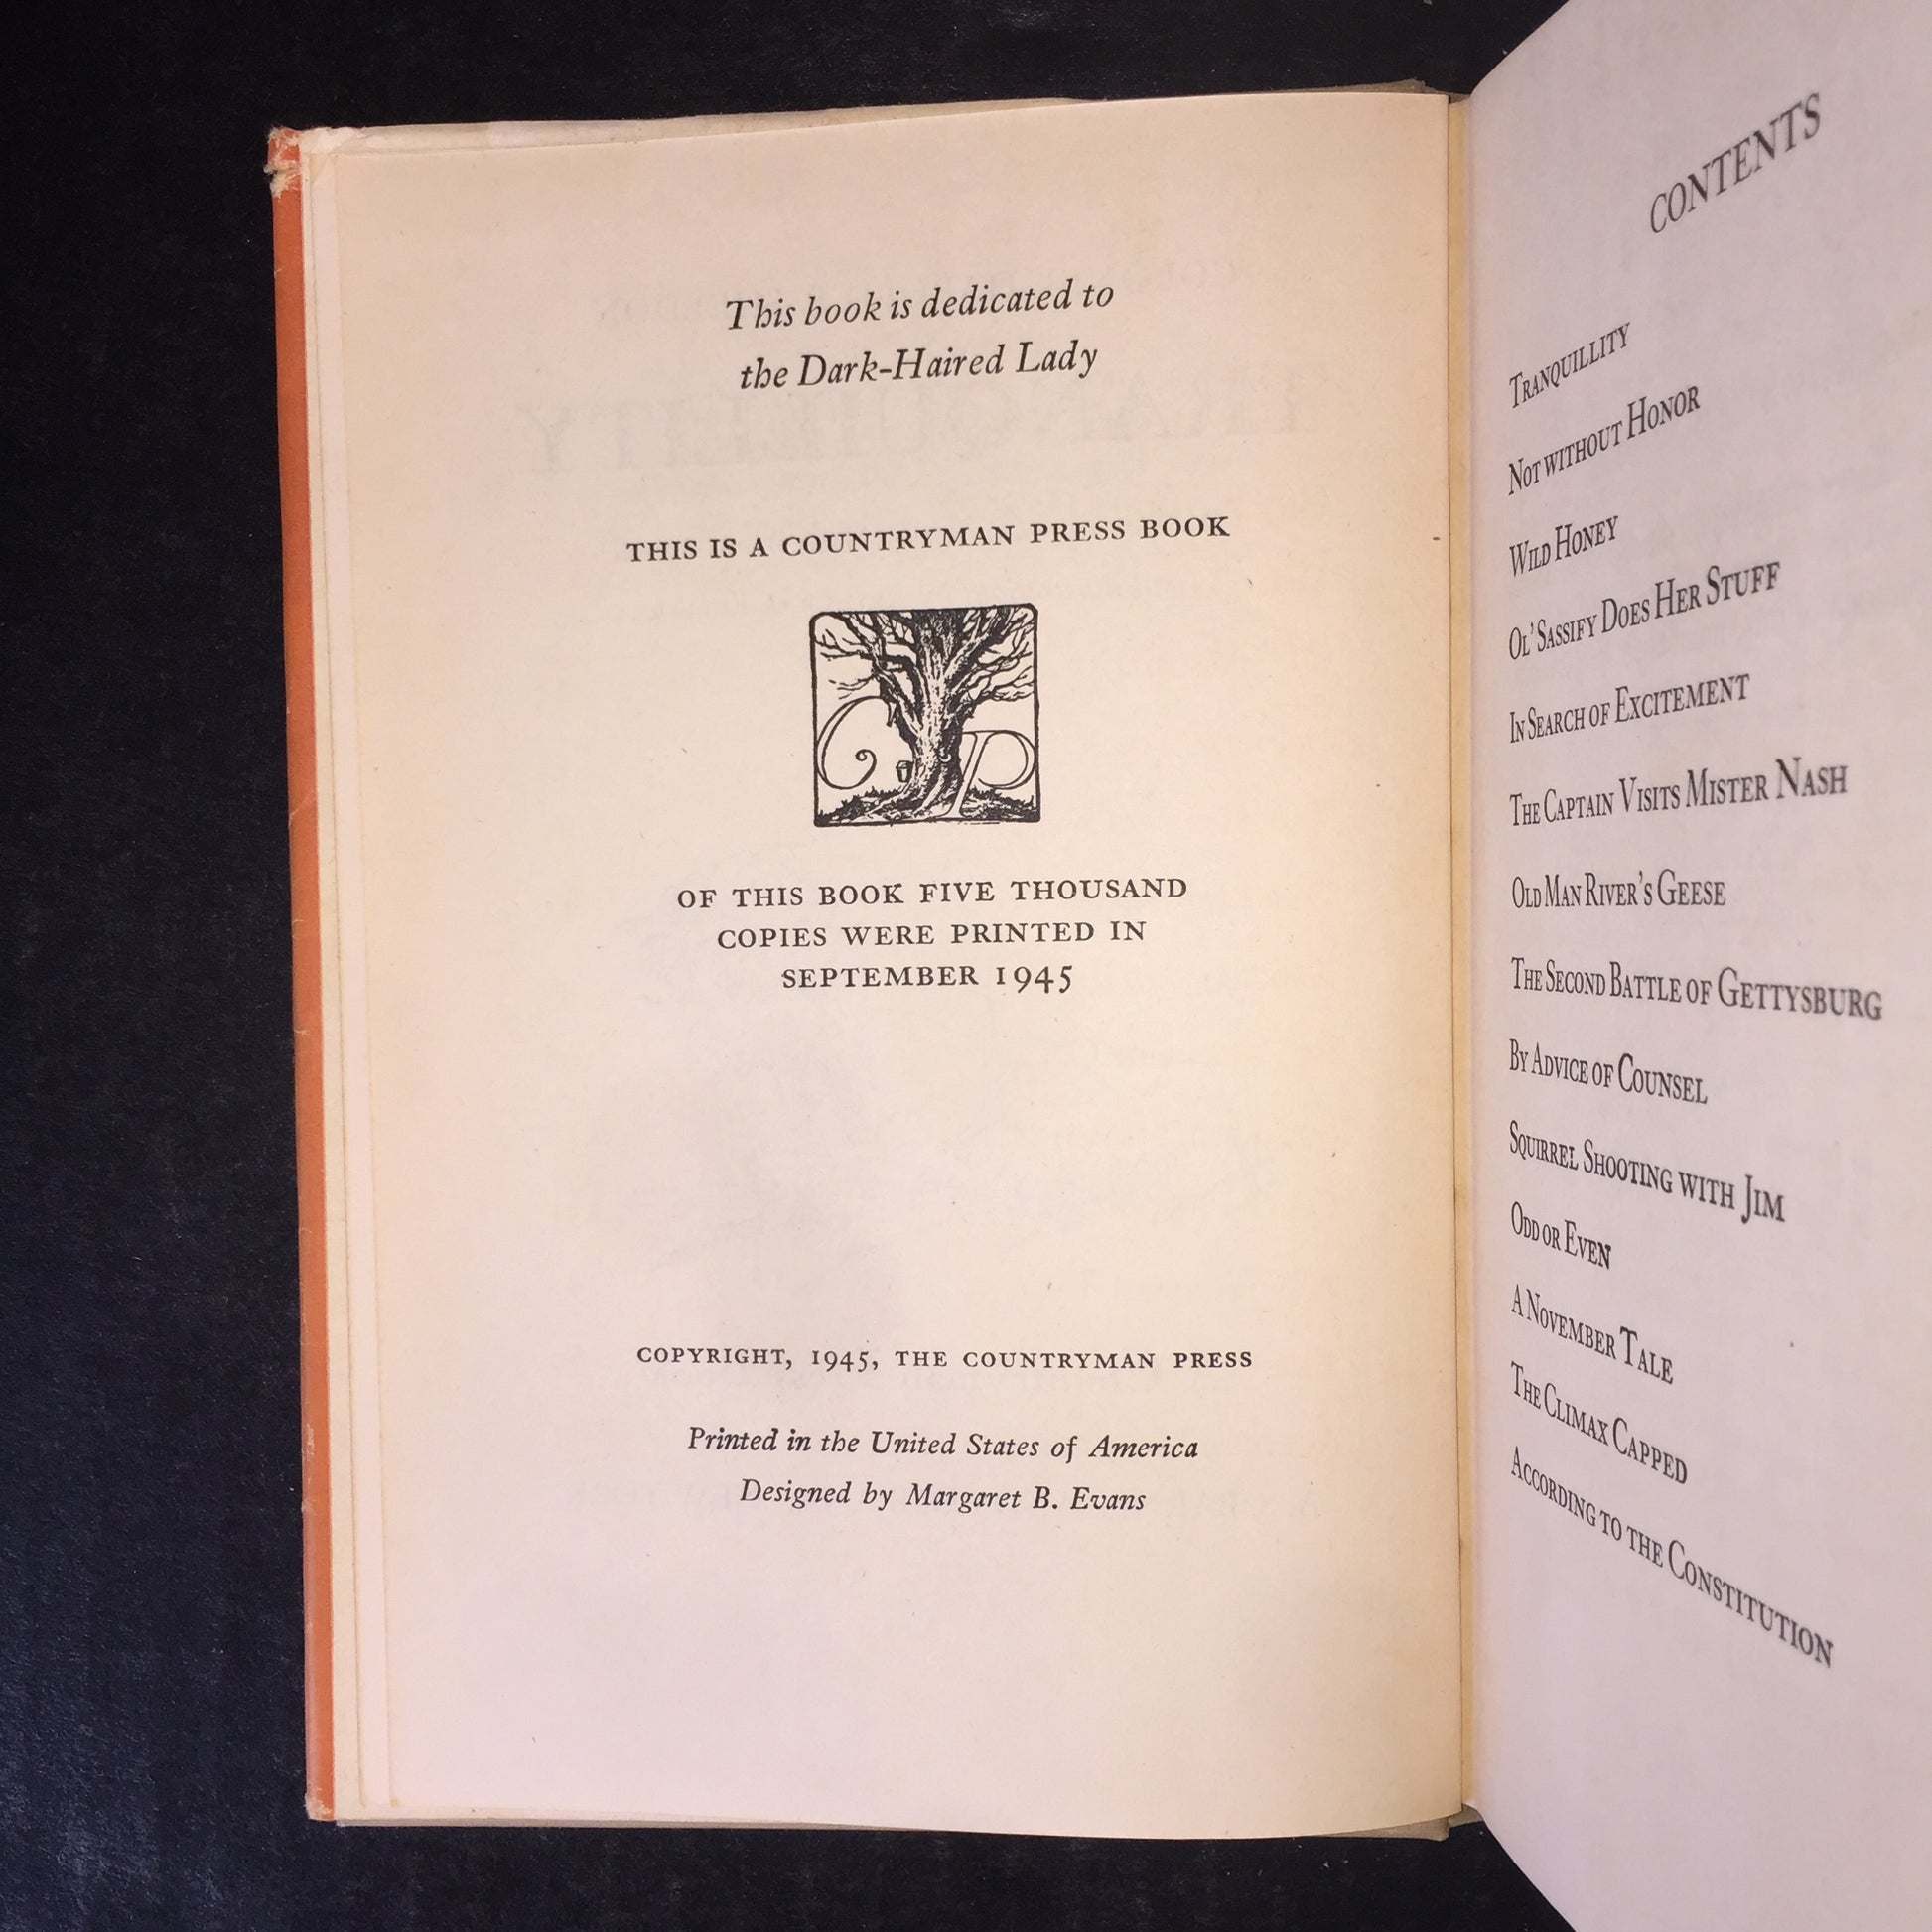 This book is dedicated to
the Dark-Haired Lady
THIS IS A COUNTRYMAN PRESS BOOK
CP
OF THIS BOOK FIVE THOUSAND
COPIES WERE PRINTED IN
SEPTEMBER 1945
COPYRIGHT, 1945, THE COUNTRYMAN PRESS
Printed in the United States of America
Designed by Margaret B. Evans
CONTENTS
TRANQUILLITY
NOT WITHOUT HONOR
WILD HONEY
OL' SASSIFY DOES HER STUFF
IN SEARCH OF EXCITEMENT
THE CAPTAIN VISITS MISTER NASH
OLD MAN RIVER'S GEESE
THE SECOND BATTLE OF GETTYSBURG
BY ADVICE OF COUNSEL
SQUIRREL SHOOTING WITH JIM
ODD OR EVEN
A NOVEMBER TALE
THE CLIMAX CAPPED
ACCORDING TO THE CONSTITUTION